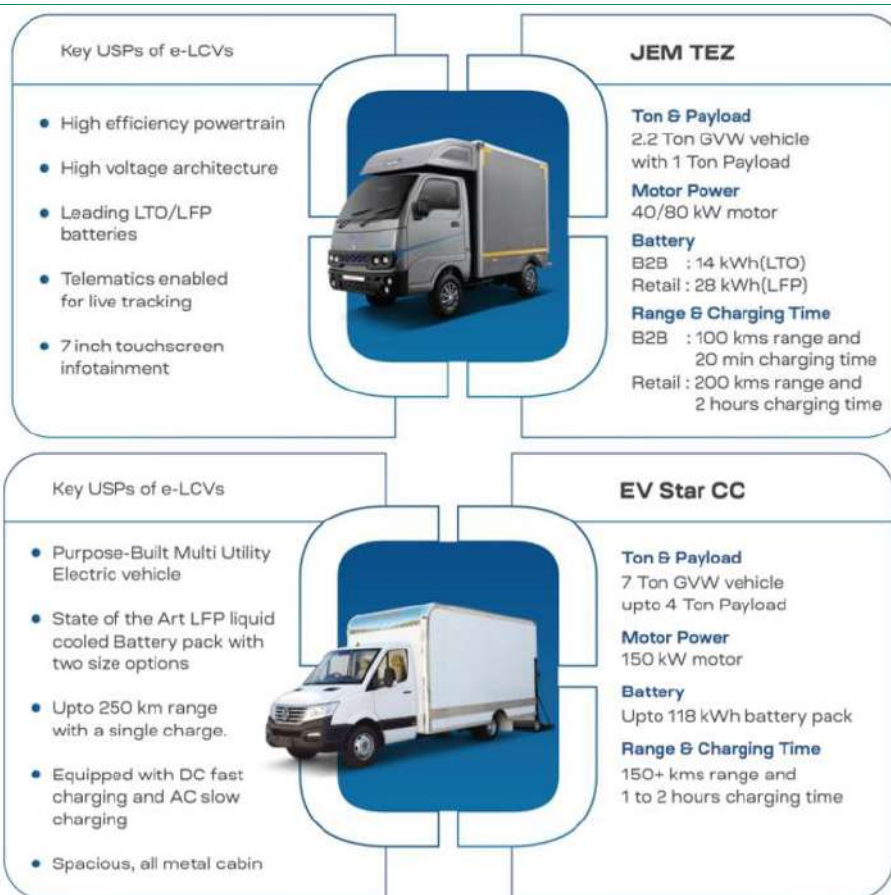 Key USPs of e-LCVs
• High efficiency powertrain
• High voltage architecture
• Leading LTO/LFP
batteries
• Telematics enabled
for live tracking
• 7 inch touchscreen
infotainment
JEM TEZ
Ton & Payload
2.2 Ton GVW vehicle
with 1 Ton Payload
Motor Power
40/80 kW motor
Battery
B2B : 14 kWh(LTO)
Retail : 28 kWh(LFP)
Range & Charging Time
B2B : 100 kms range and
20 min charging time
Retail : 200 kms range and
2 hours charging time
Key USPs of e-LCVs
• Purpose-Built Multi Utility
Electric vehicle
• State of the Art LFP liquid
cooled Battery pack with
two size options
• Upto 250 km range
with a single charge.
• Equipped with DC fast
charging and AC slow
charging
• Spacious, all metal cabin
EV Star CC
Ton & Payload
7 Ton GVW vehicle
upto 4 Ton Payload
Motor Power
150 kW motor
Battery
Upto 118 kWh battery pack
Range & Charging Time
150+ kms range and
1 to 2 hours charging time